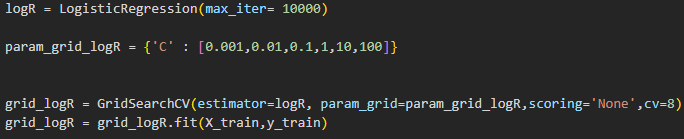 logR = LogisticRegression(max_iter= 10000)
param_grid_logR = {'C' : [0.001,0.01,0.1,1,10,100]}
grid_logR = GridSearchCV(estimator=logR, param_grid=param_grid_logR,scoring='None',cv=8)
grid_logR = grid_logR.fit(X_train,y_train)